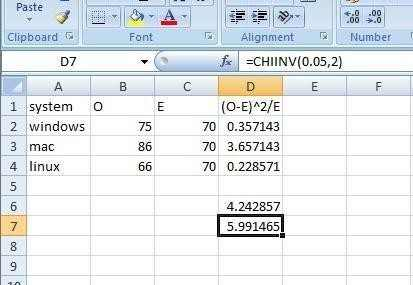 Paste
Clipboard Font Alignment Number
B I U A
.00 .0
D7 fx =CHIINV(0,05;2)
A B C D E F
1 system O E (O-E)^2/E
2 windows 75 70 0.357143
3 mac 86 70 3.657143
4 linux 66 70 0.228571
5
6 4.242857
7 5.991465
8
9